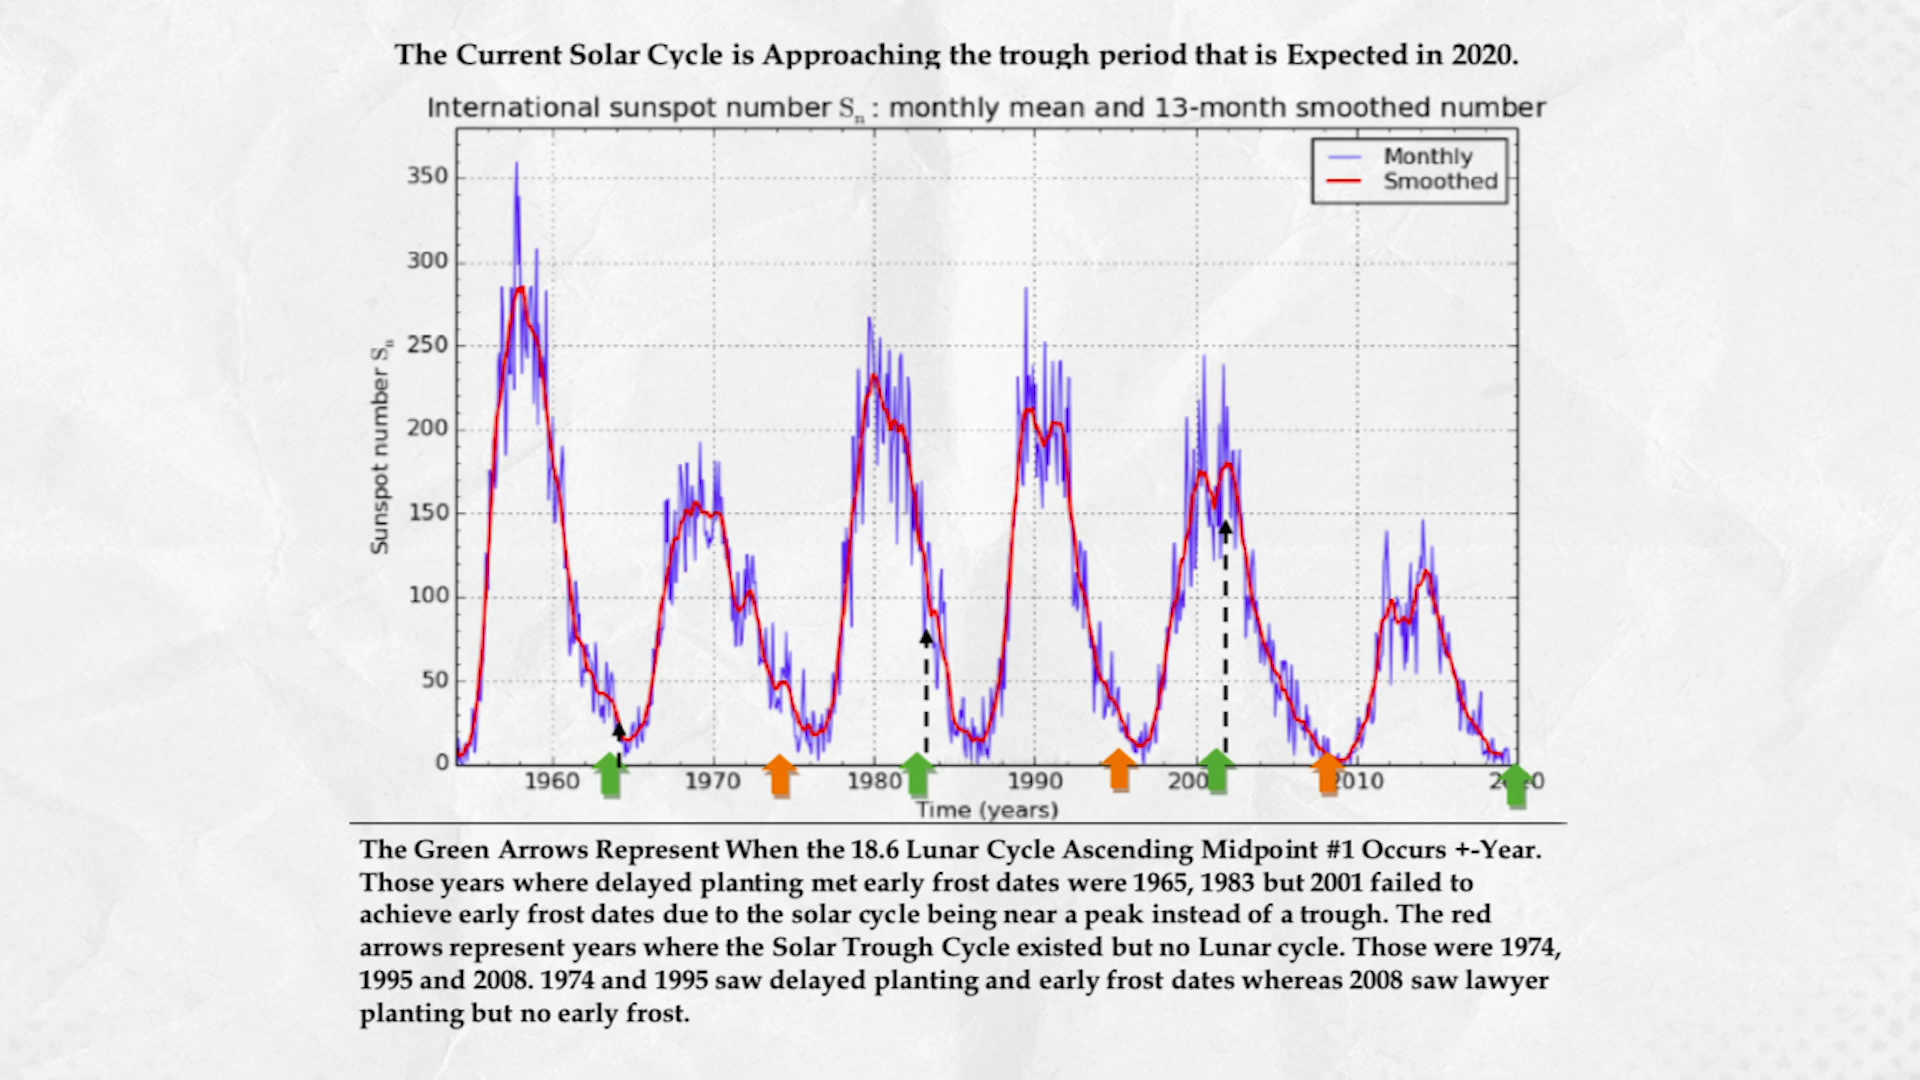 The Current Solar Cycle is Approaching the trough period that is Expected in 2020.
International sunspot number Sn : monthly mean and 13-month smoothed number
Monthly
Smoothed
350
300
250
200
150
100
50
0
Sunspot number Sn
1960
1970
1980
1990
200
2010
2020
Time (years)
The Green Arrows Represent When the 18.6 Lunar Cycle Ascending Midpoint #1 Occurs +-Year.
Those years where delayed planting met early frost dates were 1965, 1983 but 2001 failed to
achieve early frost dates due to the solar cycle being near a peak instead of a trough. The red
arrows represent years where the Solar Trough Cycle existed but no Lunar cycle. Those were 1974,
1995 and 2008. 1974 and 1995 saw delayed planting and early frost dates whereas 2008 saw lawyer
planting but no early frost.